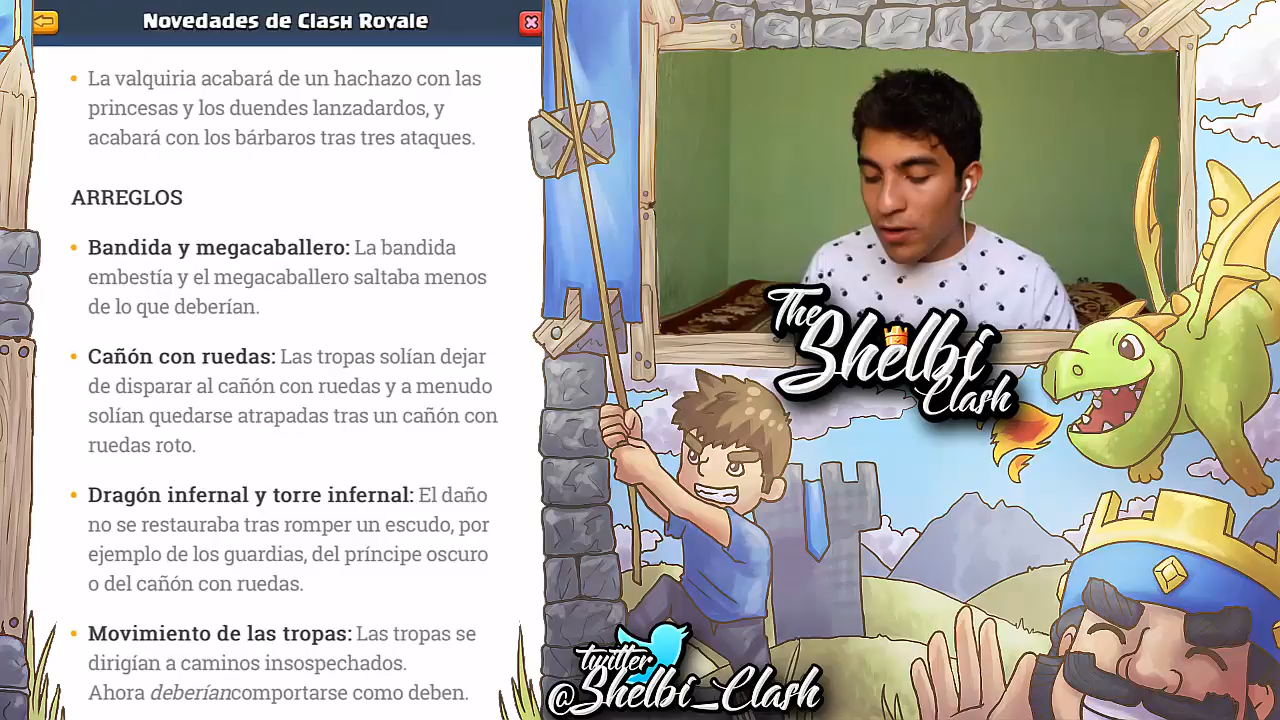 Novedades de Clash Royale
• La valquiria acabará de un hachazo con las
princesas y los duendes lanzadardos, y
acabará con los bárbaros tras tres ataques.
ARREGLOS
• Bandida y megacaballero: La bandida
embestía y el megacaballero saltaba menos
de lo que deberían.
• Cañón con ruedas: Las tropas solían dejar
de disparar al cañón con ruedas y a menudo
solían quedarse atrapadas tras un cañón con
ruedas roto.
• Dragón infernal y torre infernal: El daño
no se restauraba tras romper un escudo, por
ejemplo de los guardias, del príncipe oscuro
o del cañón con ruedas.
• Movimiento de las tropas: Las tropas se
dirigían a caminos insospechados.
Ahora deberíancomportarse como deben.
The
Shelbi
Clash
twitter
@Shelbi_Clash